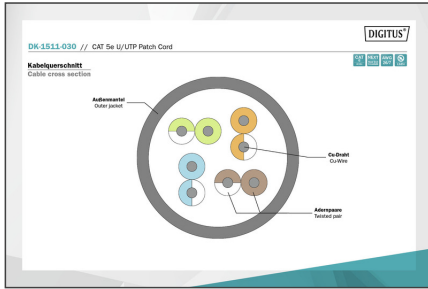 DIGITUS®
DK-1511-030 // CAT 5e U/UTP Patch Cord
Kabelquerschnitt
Cable cross section
Außenmantel
Outer jacket
Cu-Draht
Cu-Wire
Adernpaare
Twisted pair